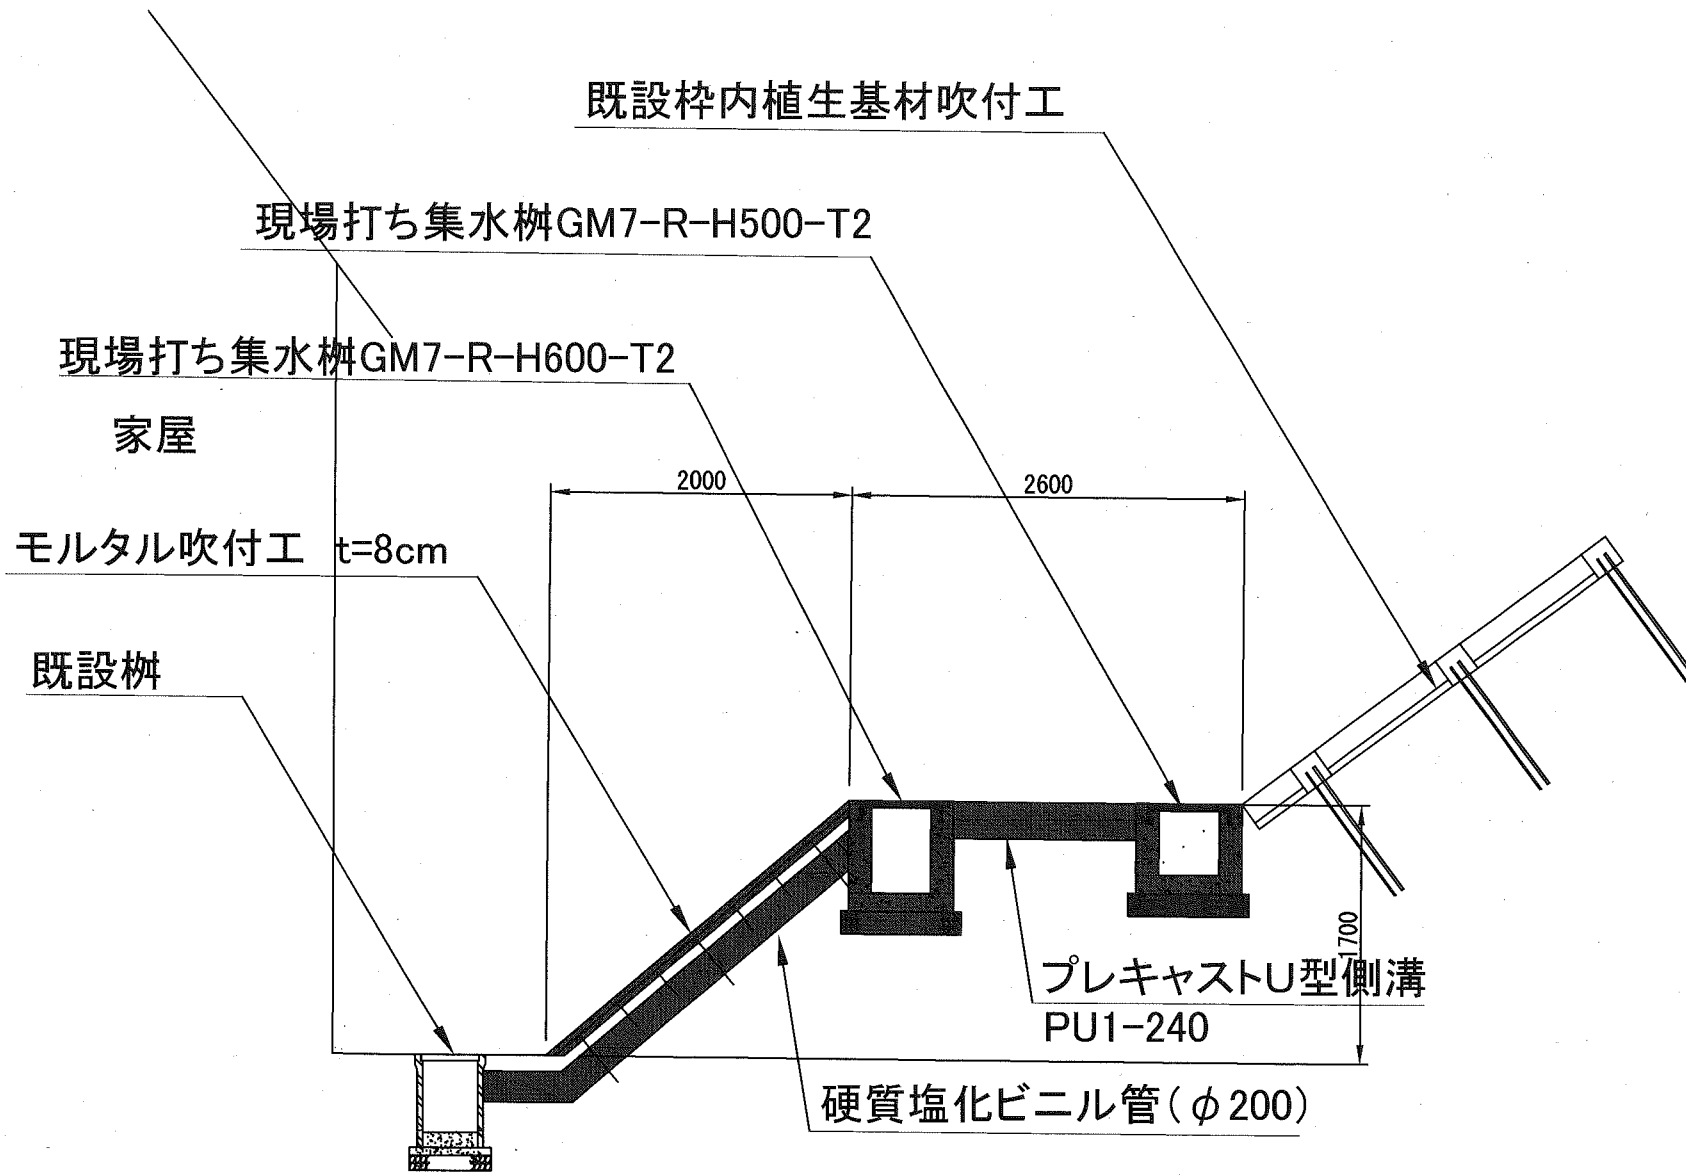 既設枠内植生基材吹付工
現場打ち集水桝GM7-R-H500-T2
現場打ち集水桝GM7-R-H600-T2
家屋
2000
2600
モルタル吹付工 t=8cm
既設桝
1700
プレキャストU型側溝
PU1-240
硬質塩化ビニル管(φ200)